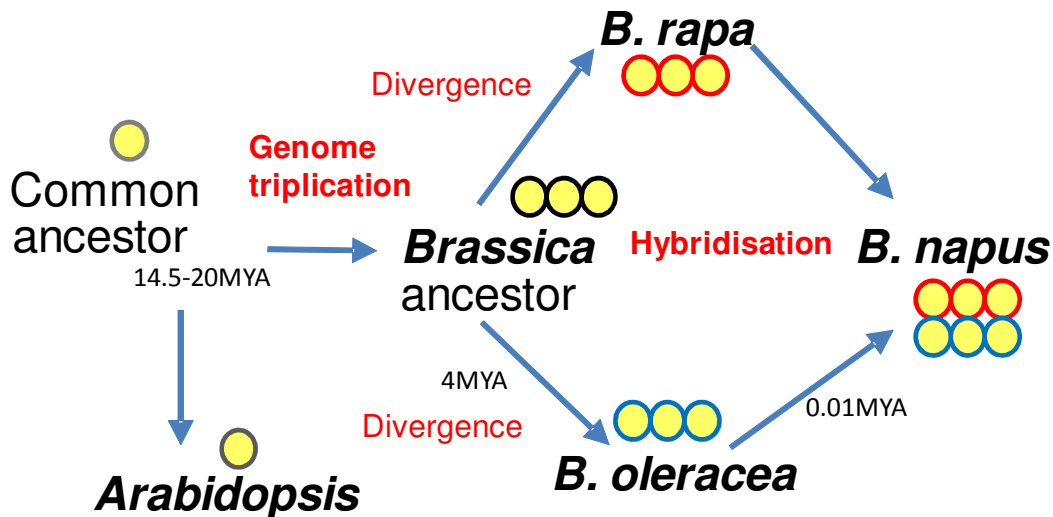 B. rapa
Divergence
Genome
triplication
Common
ancestor
14.5-20MYA
Brassica
ancestor
Hybridisation
B. napus
4MYA
0.01MYA
Divergence
B. oleracea
Arabidopsis